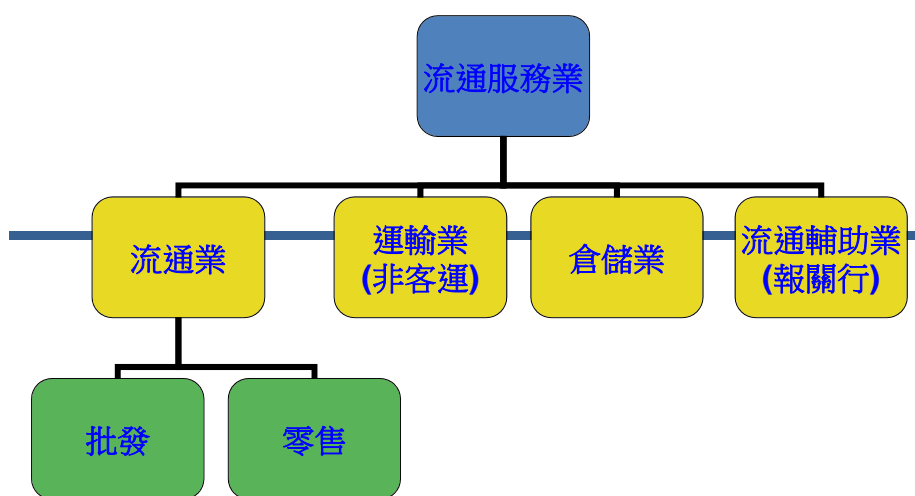 流通服務業
流通業
運輸業
(非客運)
倉儲業
流通輔助業
(報關行)
批發
零售